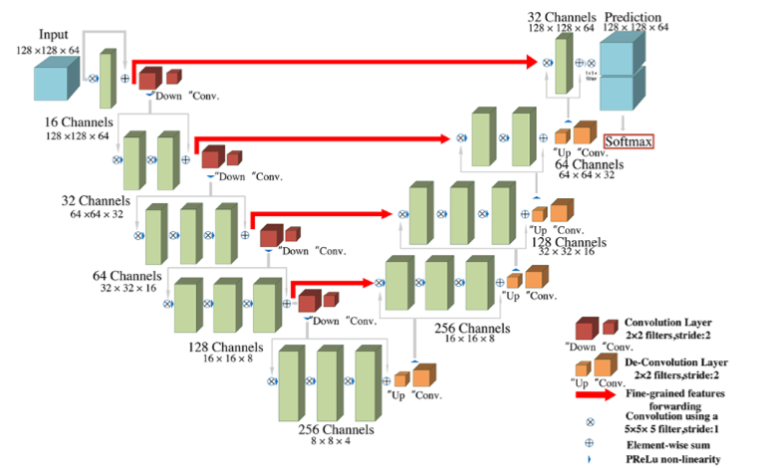 Input
128×128×64
"Down "Conv.
16 Channels
128×128×64
"Down "Conv.
32 Channels
64×64×32
"Down "Conv.
64 Channels
32×32×16
"Down "Conv.
128 Channels
16×16×8
256 Channels
8×8×4
"Up "Conv.
256 Channels
16×16×8
"Up "Conv.
128 Channels
32×32×16
"Up "Conv.
64 Channels
64×64×32
"Up "Conv.
32 Channels
128×128×64
Prediction
128×128×64
1×1×1
filter
Softmax
Convolution Layer
2×2 filters,stride:2
"Down "Conv.
De-Convolution Layer
2×2 filters,stride:2
"Up "Conv.
Fine-grained features
forwarding
Convolution using a
5×5×5 filter,stride:1
Element-wise sum
PReLu non-linearity